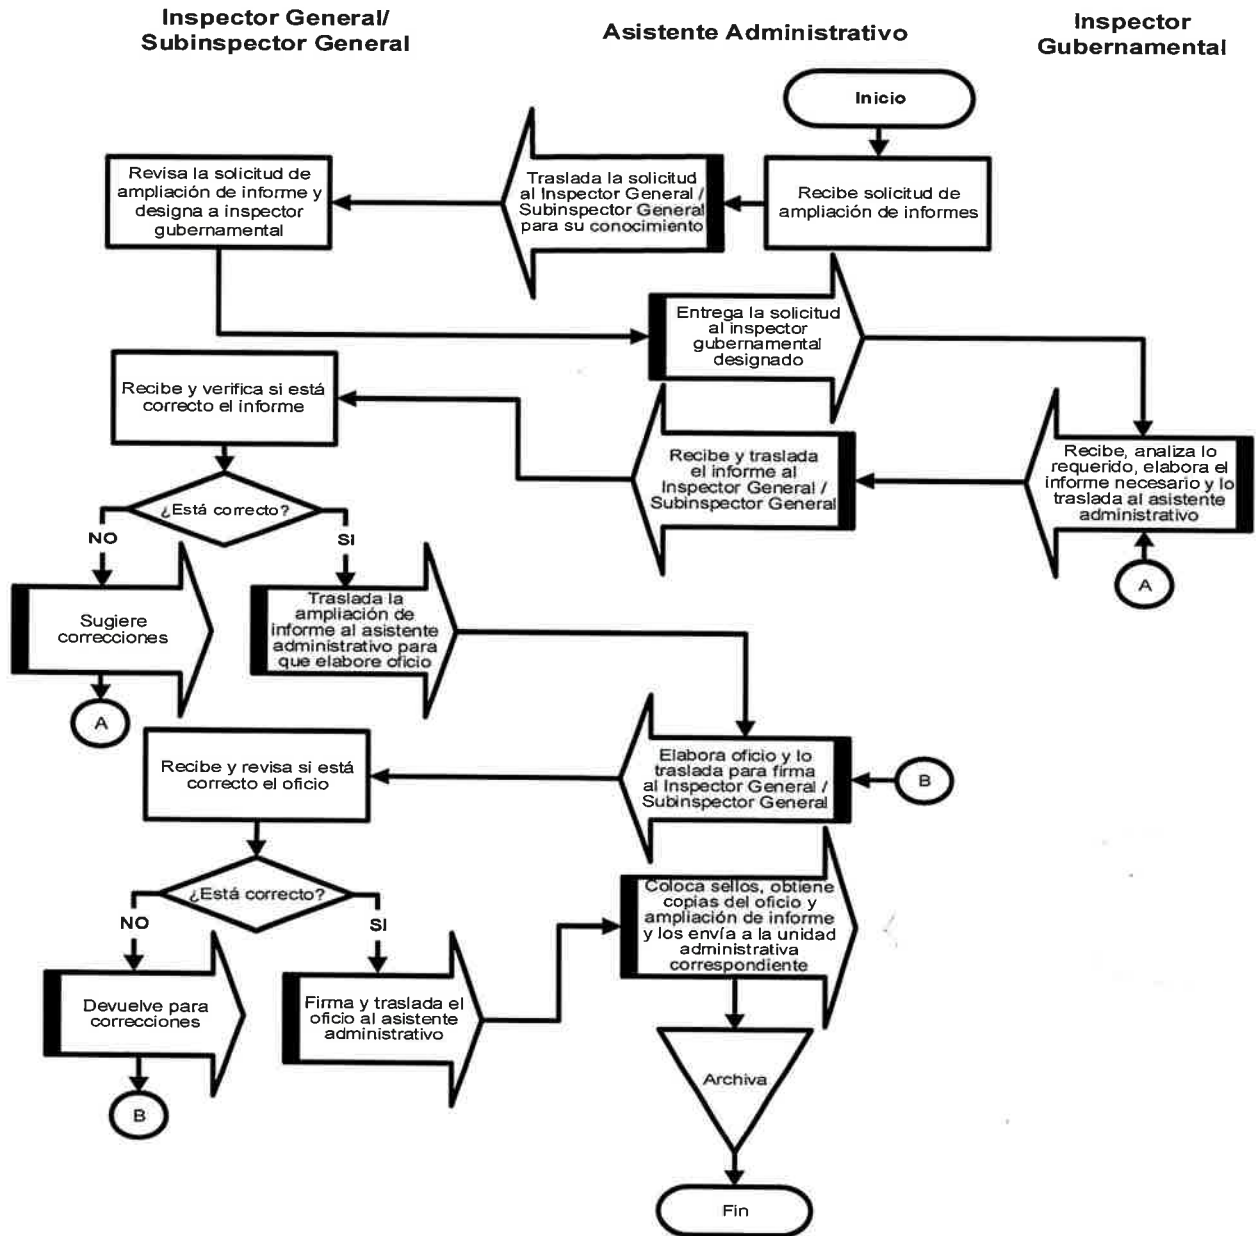 Inspector General/
Subinspector General
Asistente Administrativo
Inspector
Gubernamental
Inicio
Recibe solicitud de
ampliación de informes
Traslada la solicitud
al Inspector General /
Subinspector General
para su conocimiento
Revisa la solicitud de
ampliación de informe y
designa a inspector
gubernamental
Entrega la solicitud
al inspector
gubernamental
designado
Recibe, analiza lo
requerido, elabora el
informe necesario y lo
traslada al asistente
administrativo
A
Recibe y traslada
el informe al
Inspector General /
Subinspector General
Recibe y verifica si está
correcto el informe
¿Está correcto?
NO
SI
Sugiere
correcciones
A
Traslada la
ampliación de
informe al asistente
administrativo para
que elabore oficio
Elabora oficio y lo
traslada para firma
al Inspector General /
Subinspector General
B
Recibe y revisa si está
correcto el oficio
¿Está correcto?
NO
SI
Devuelve para
correcciones
B
Firma y traslada el
oficio al asistente
administrativo
Coloca sellos, obtiene
copias del oficio y
ampliación de informe
y los envía a la unidad
administrativa
correspondiente
Archiva
Fin